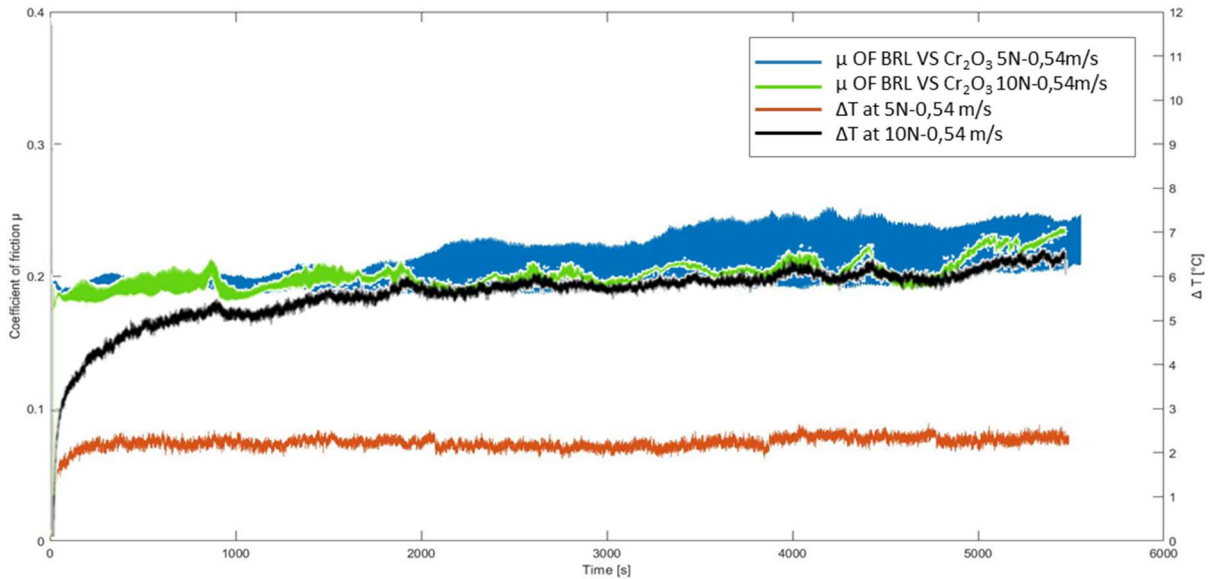 0.4
0.3
0.2
0.1
0
Coefficient of friction µ
µ OF BRL VS Cr₂O₃ 5N-0,54m/s
µ OF BRL VS Cr₂O₃ 10N-0,54m/s
ΔT at 5N-0,54 m/s
ΔT at 10N-0,54 m/s
12
11
10
9
8
7
6
5
4
3
2
1
0
Δ T [°C]
0 1000 2000 3000 4000 5000 6000
Time [s]